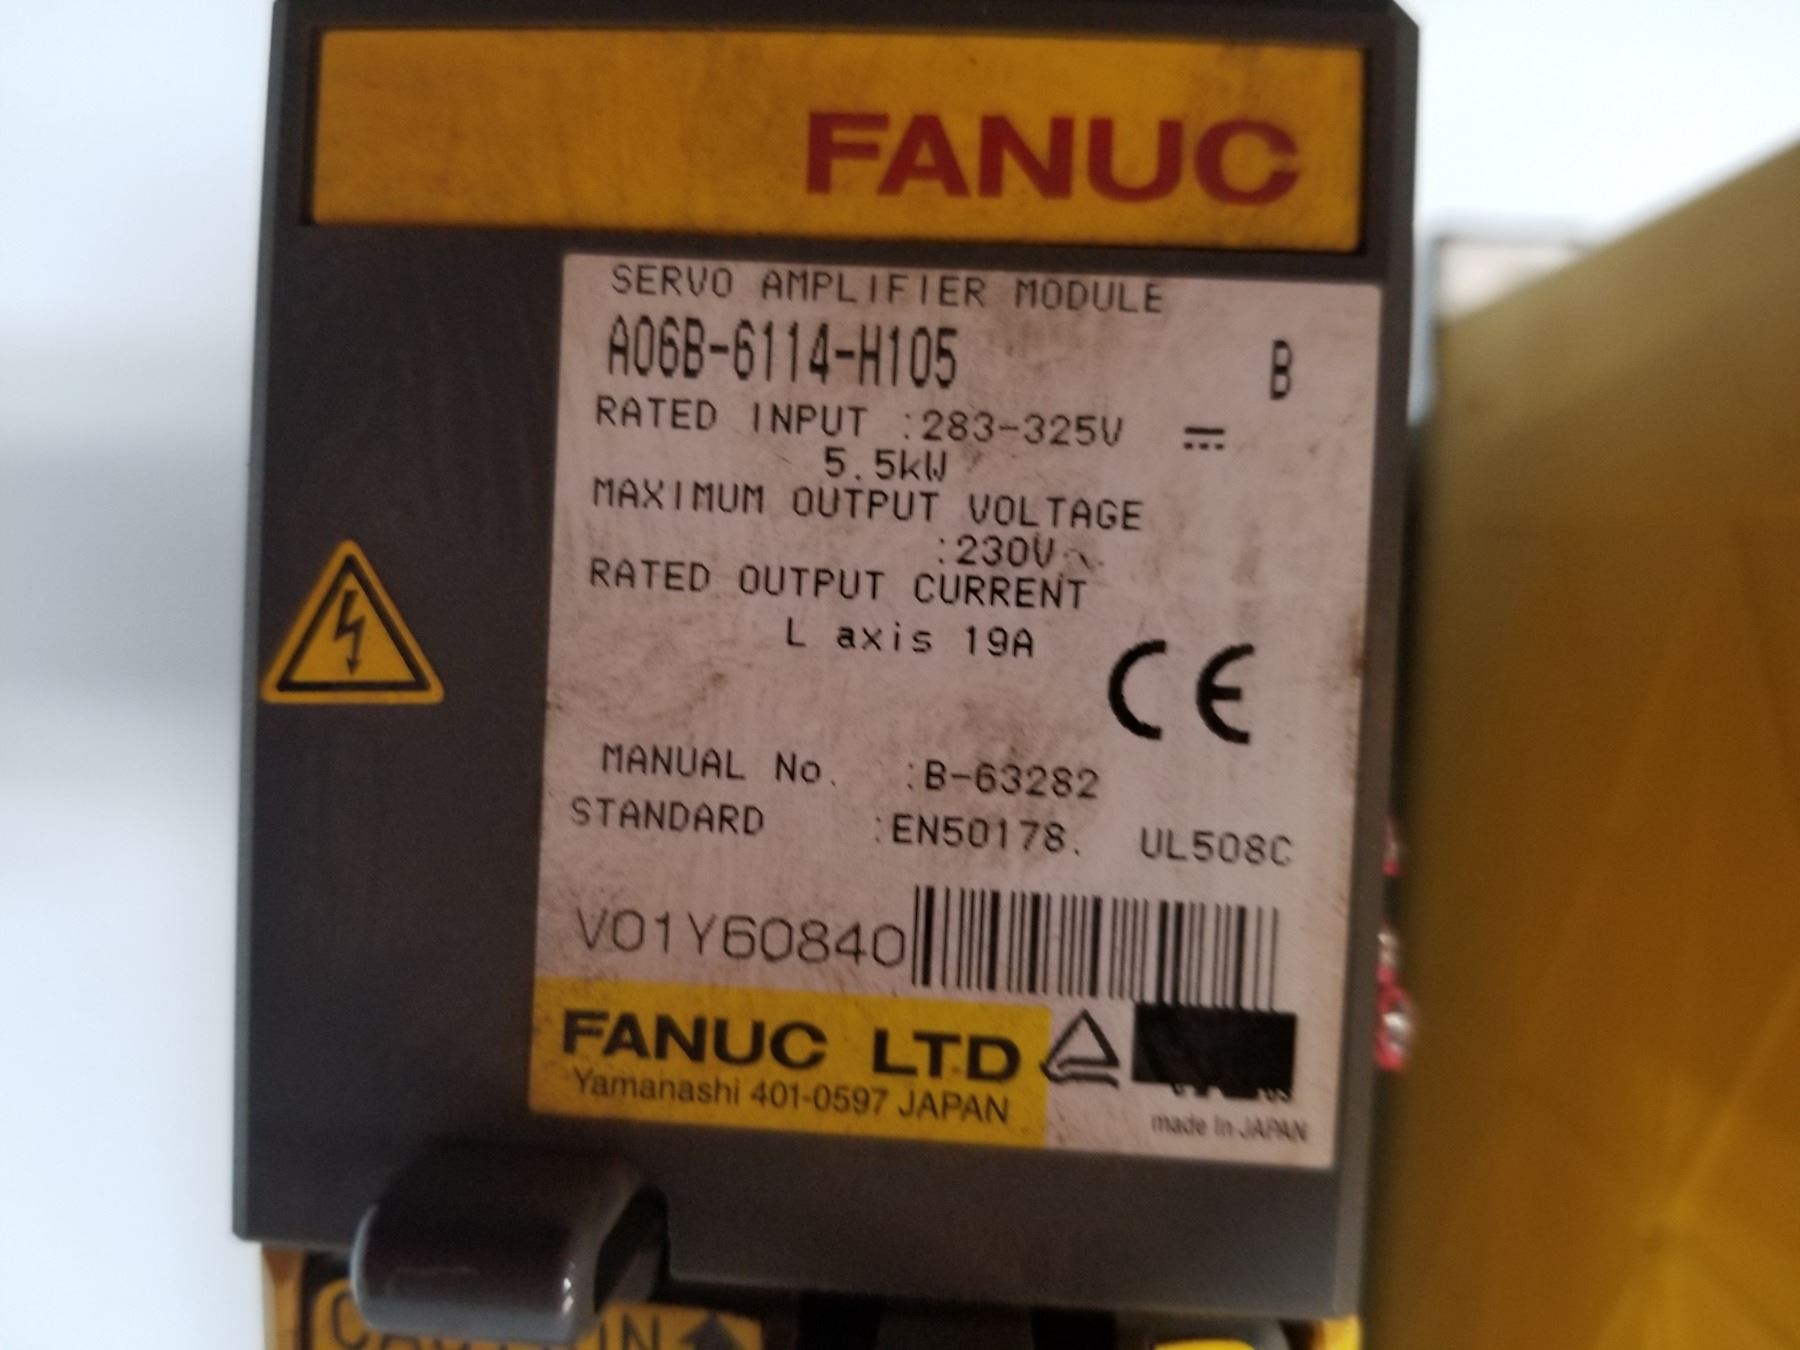 FANUC
SERVO AMPLIFIER MODULE
A06B-6114-H105 B
RATED INPUT :283-325V ⎓
5.5kW
MAXIMUM OUTPUT VOLTAGE
:230V~
RATED OUTPUT CURRENT
L axis 19A
CE
MANUAL No. :B-63282
STANDARD :EN50178. UL508C
V01Y60840
FANUC LTD
Yamanashi 401-0597 JAPAN
made in JAPAN
IN